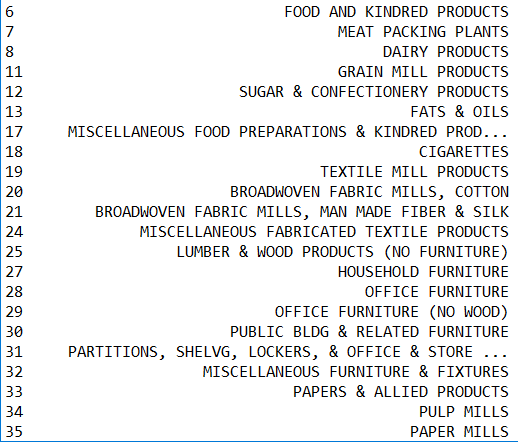 6 FOOD AND KINDRED PRODUCTS
7 MEAT PACKING PLANTS
8 DAIRY PRODUCTS
11 GRAIN MILL PRODUCTS
12 SUGAR & CONFECTIONERY PRODUCTS
13 FATS & OILS
17 MISCELLANEOUS FOOD PREPARATIONS & KINDRED PROD...
18 CIGARETTES
19 TEXTILE MILL PRODUCTS
20 BROADWOVEN FABRIC MILLS, COTTON
21 BROADWOVEN FABRIC MILLS, MAN MADE FIBER & SILK
24 MISCELLANEOUS FABRICATED TEXTILE PRODUCTS
25 LUMBER & WOOD PRODUCTS (NO FURNITURE)
27 HOUSEHOLD FURNITURE
28 OFFICE FURNITURE
29 OFFICE FURNITURE (NO WOOD)
30 PUBLIC BLDG & RELATED FURNITURE
31 PARTITIONS, SHELVG, LOCKERS, & OFFICE & STORE ...
32 MISCELLANEOUS FURNITURE & FIXTURES
33 PAPERS & ALLIED PRODUCTS
34 PULP MILLS
35 PAPER MILLS